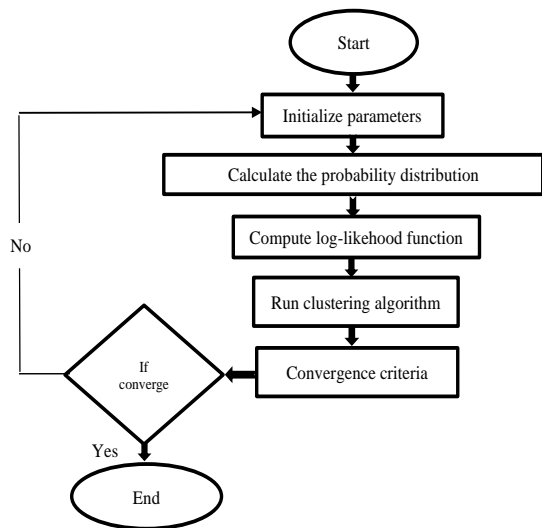 Start
Initialize parameters
Calculate the probability distribution
Compute log-likehood function
Run clustering algorithm
Convergence criteria
If
converge
No
Yes
End